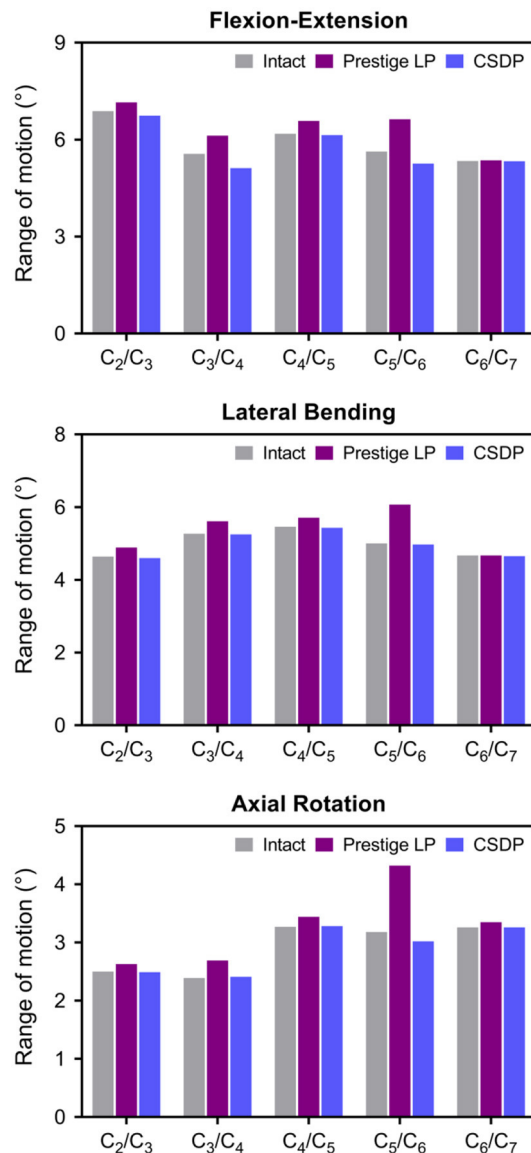 Flexion-Extension
9
Intact Prestige LP CSDP
6
3
0
Range of motion (°)
C₂/C₃ C₃/C₄ C₄/C₅ C₅/C₆ C₆/C₇
Lateral Bending
8
Intact Prestige LP CSDP
6
4
2
0
Range of motion (°)
C₂/C₃ C₃/C₄ C₄/C₅ C₅/C₆ C₆/C₇
Axial Rotation
5
Intact Prestige LP CSDP
4
3
2
1
0
Range of motion (°)
C₂/C₃ C₃/C₄ C₄/C₅ C₅/C₆ C₆/C₇